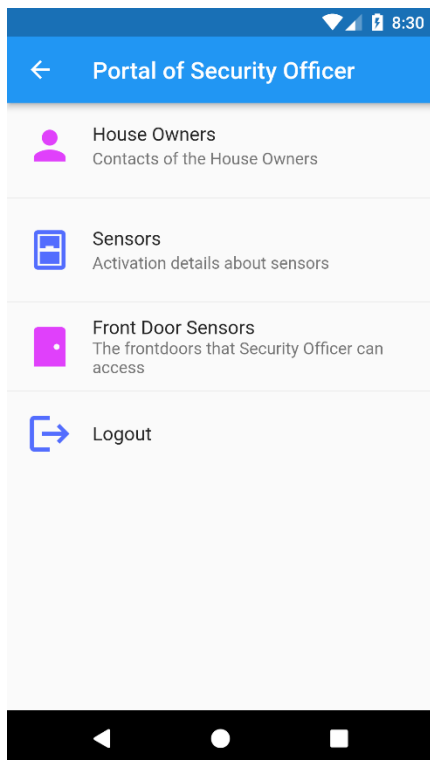 8:30
Portal of Security Officer
House Owners
Contacts of the House Owners
Sensors
Activation details about sensors
Front Door Sensors
The frontdoors that Security Officer can
access
Logout